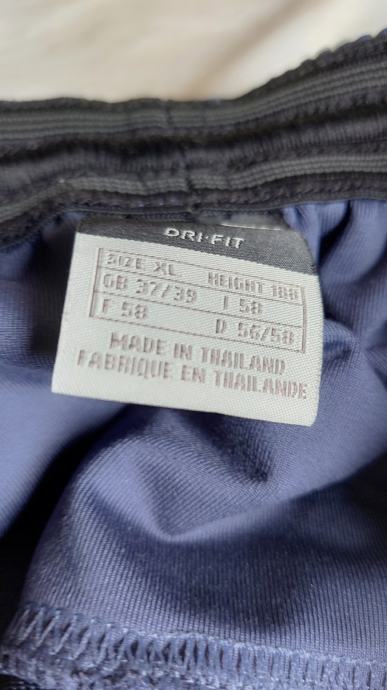 DRI-FIT
SIZE XL HEIGHT 188
GB 37/39 I 58
F 58 D 56/58
MADE IN THAILAND
FABRIQUE EN THAILANDE